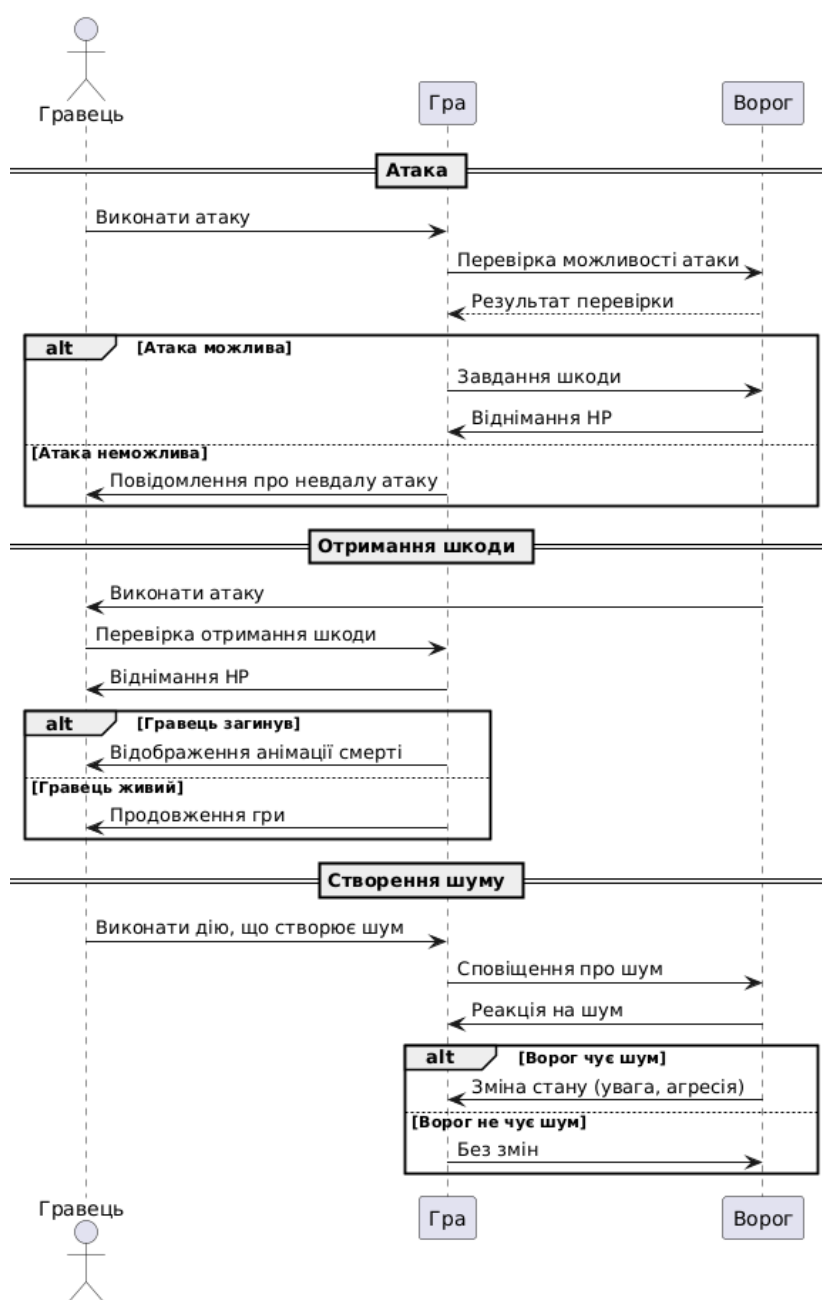 Гравець
Гра
Ворог
Атака
Виконати атаку
Перевірка можливості атаки
Результат перевірки
alt [Атака можлива]
Завдання шкоди
Віднімання HP
[Атака неможлива]
Повідомлення про невдалу атаку
Отримання шкоди
Виконати атаку
Перевірка отримання шкоди
Віднімання HP
alt [Гравець загинув]
Відображення анімації смерті
[Гравець живий]
Продовження гри
Створення шуму
Виконати дію, що створює шум
Сповіщення про шум
Реакція на шум
alt [Ворог чує шум]
Зміна стану (увага, агресія)
[Ворог не чує шум]
Без змін
Гравець
Гра
Ворог